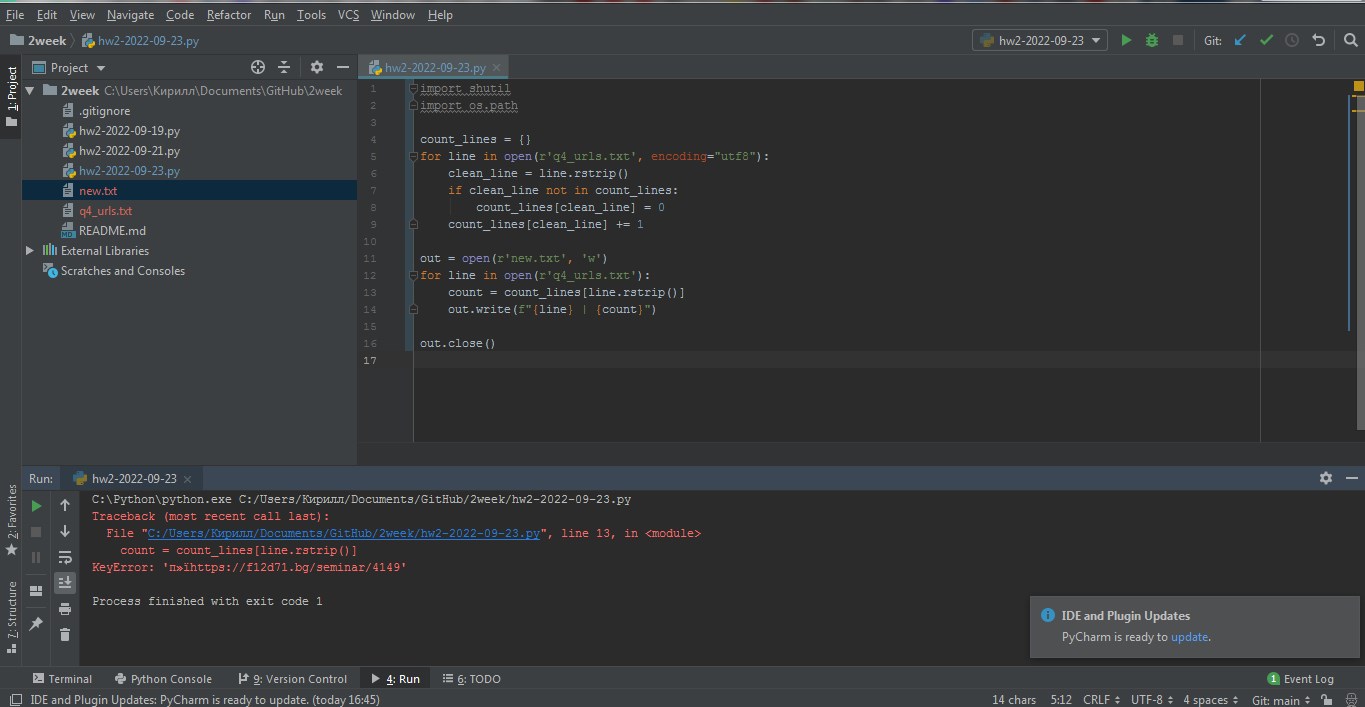 File Edit View Navigate Code Refactor Run Tools VCS Window Help
2week hw2-2022-09-23.py hw2-2022-09-23 Git:
1: Project
Project hw2-2022-09-23.py
2week C:\Users\Кирилл\Documents\GitHub\2week
.gitignore
hw2-2022-09-19.py
hw2-2022-09-21.py
hw2-2022-09-23.py
new.txt
q4_urls.txt
README.md
External Libraries
Scratches and Consoles
1 import shutil
2 import os.path
3
4 count_lines = {}
5 for line in open(r'q4_urls.txt', encoding="utf8"):
6 clean_line = line.rstrip()
7 if clean_line not in count_lines:
8 count_lines[clean_line] = 0
9 count_lines[clean_line] += 1
10
11 out = open(r'new.txt', 'w')
12 for line in open(r'q4_urls.txt'):
13 count = count_lines[line.rstrip()]
14 out.write(f"{line} | {count}")
15
16 out.close()
17
Run: hw2-2022-09-23
2: Favorites
7: Structure
C:\Python\python.exe C:/Users/Кирилл/Documents/GitHub/2week/hw2-2022-09-23.py
Traceback (most recent call last):
File "C:/Users/Кирилл/Documents/GitHub/2week/hw2-2022-09-23.py", line 13, in <module>
count = count_lines[line.rstrip()]
KeyError: 'п»їhttps://f12d71.bg/seminar/4149'
Process finished with exit code 1
IDE and Plugin Updates
PyCharm is ready to update.
Terminal Python Console 9: Version Control 4: Run 6: TODO 1 Event Log
IDE and Plugin Updates: PyCharm is ready to update. (today 16:45) 14 chars 5:12 CRLF UTF-8 4 spaces Git: main